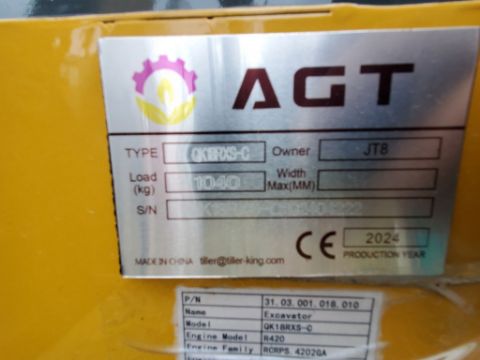 AGT
TYPE QK18RXS-C Owner JT8
Load (kg) 1040 Width Max(MM)
S/N
CE 2024
MADE IN CHINA tiller@tiller-king.com PRODUCTION YEAR
P/N 31.03.001.018.010
Name Excavator
Model QK18RXS-C
Engine Model R420
Engine Family RCRPS.4202GA